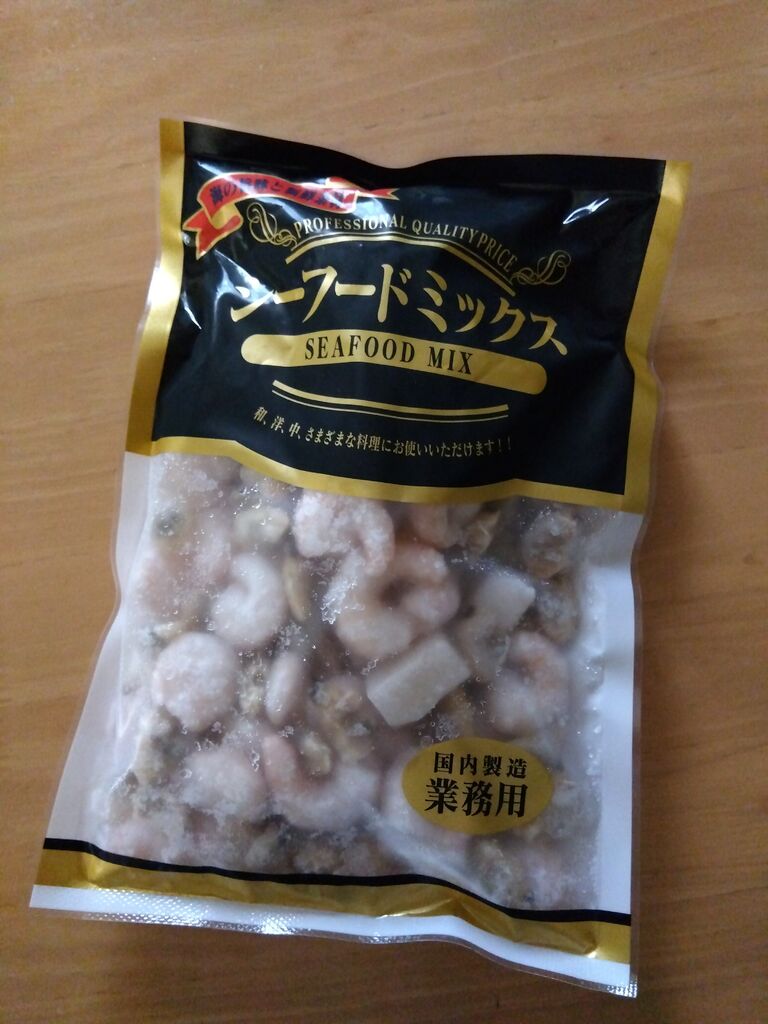 海の
PROFESSIONAL QUALITY PRICE
シーフードミックス
SEAFOOD MIX
和、洋、中、さまざまな料理にお使いいただけます！！
国内製造
業務用